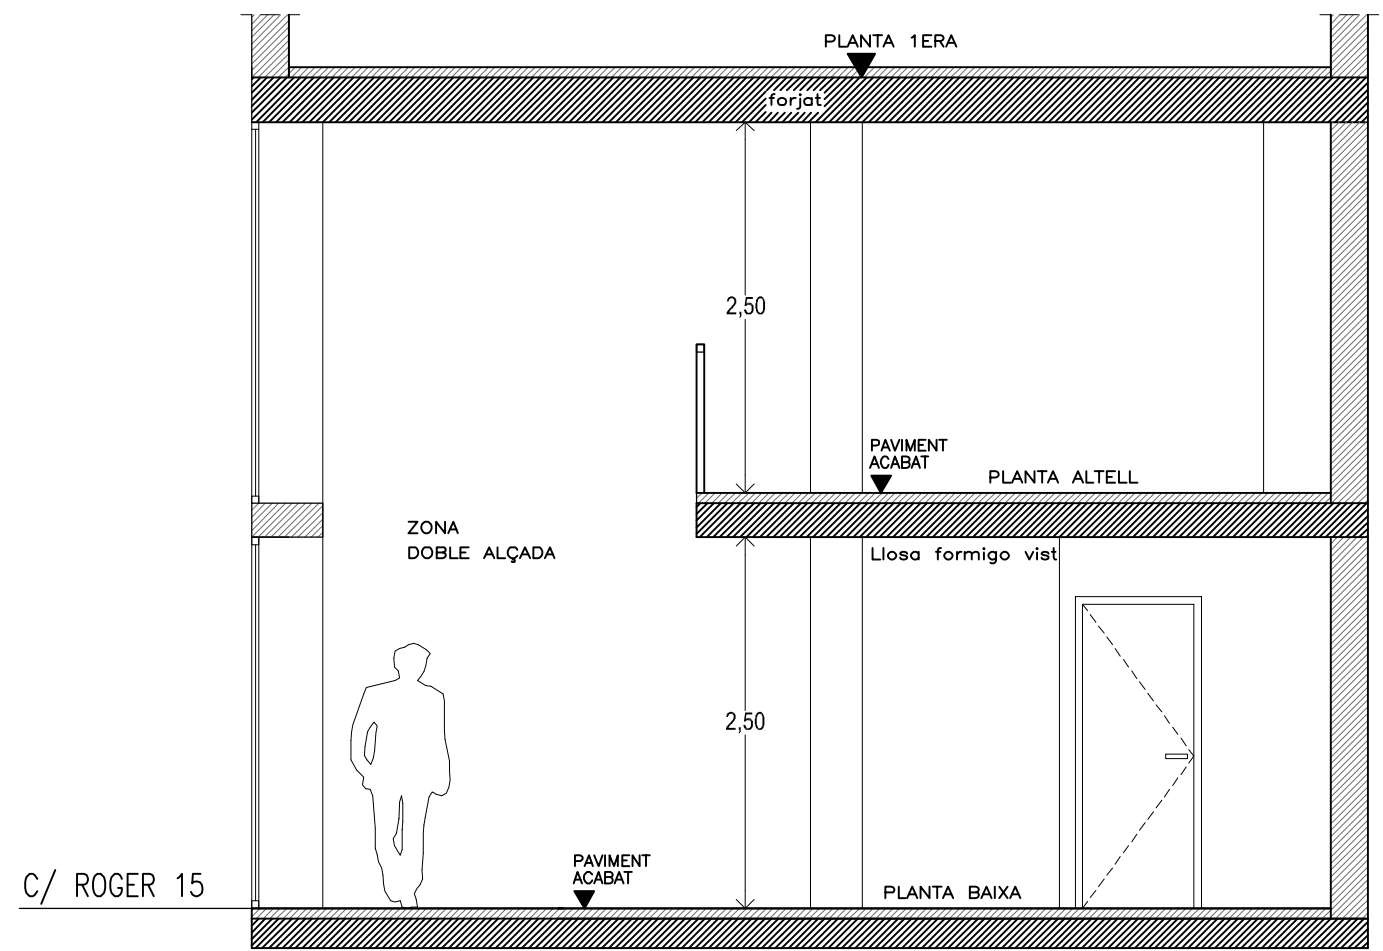 PLANTA 1ERA
forjat
2,50
PAVIMENT
ACABAT
PLANTA ALTELL
ZONA
DOBLE ALÇADA
Llosa formigo vist
2,50
PAVIMENT
ACABAT
C/ ROGER 15
PLANTA BAIXA